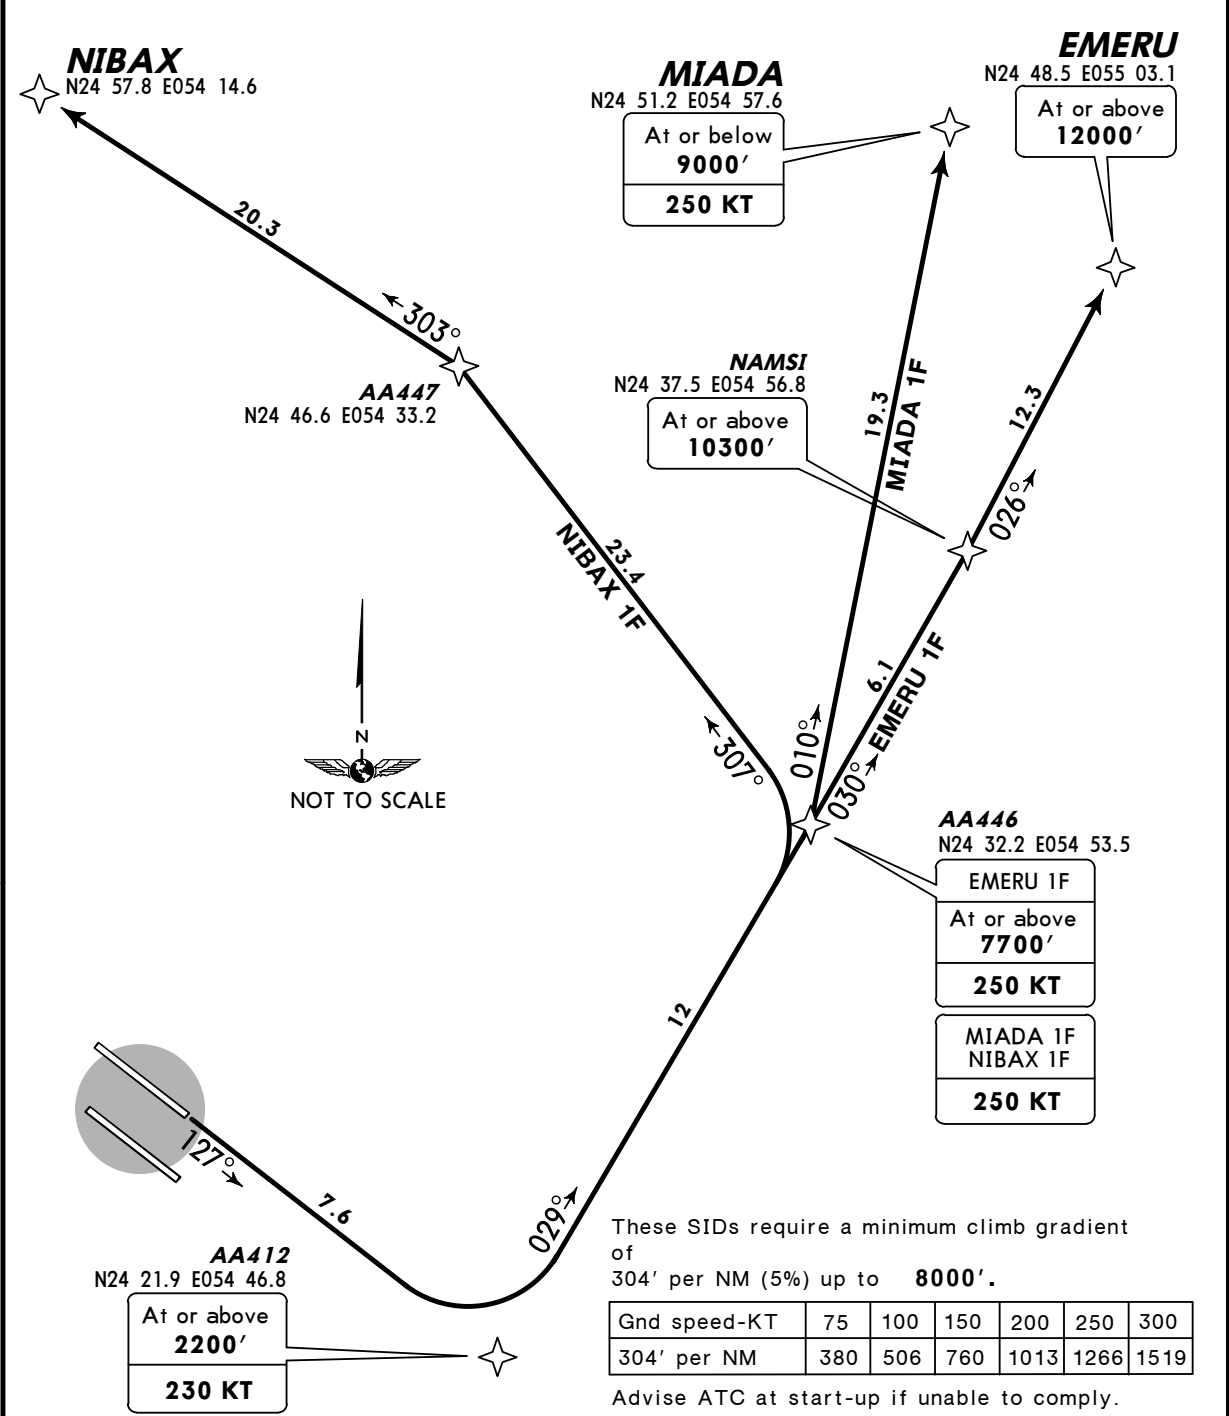 NIBAX
N24 57.8 E054 14.6
MIADA
N24 51.2 E054 57.6
At or below
9000'
250 KT
EMERU
N24 48.5 E055 03.1
At or above
12000'
20.3
303°
AA447
N24 46.6 E054 33.2
NAMSI
N24 37.5 E054 56.8
At or above
10300'
19.3
MIADA 1F
12.3
026°
23.4
NIBAX 1F
6.1
EMERU 1F
307°
010°
030°
N
NOT TO SCALE
AA446
N24 32.2 E054 53.5
EMERU 1F
At or above
7700'
250 KT
MIADA 1F
NIBAX 1F
250 KT
12
127°
7.6
029°
AA412
N24 21.9 E054 46.8
At or above
2200'
230 KT
These SIDs require a minimum climb gradient
of
304' per NM (5%) up to 8000'.
Gnd speed-KT 75 100 150 200 250 300
304' per NM 380 506 760 1013 1266 1519
Advise ATC at start-up if unable to comply.